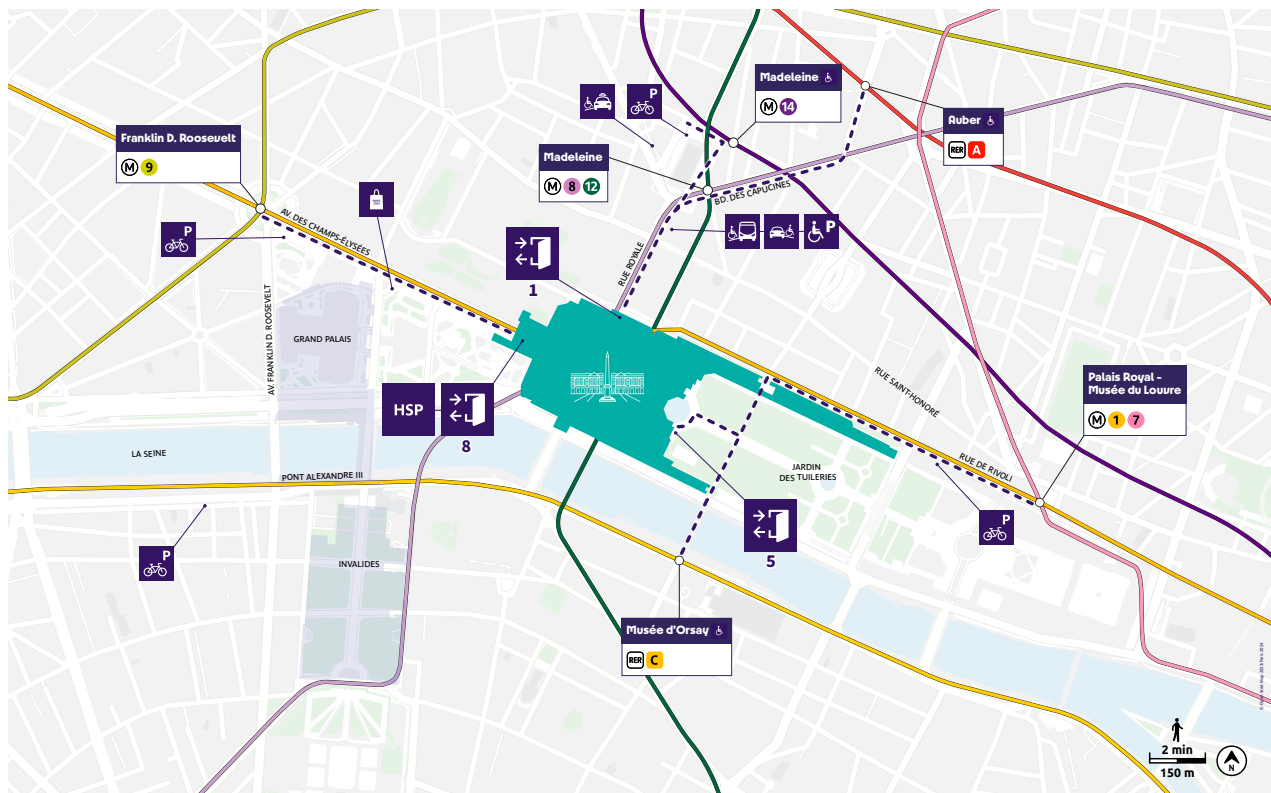 Madeleine
M 14
P
Auber
RER A
Franklin D. Roosevelt
M 9
Madeleine
M 8 12
BD. DES CAPUCINES
AV. DES CHAMPS-ÉLYSÉES
P
P
RUE ROYALE
1
AV. FRANKLIN D. ROOSEVELT
GRAND PALAIS
HSP
8
RUE SAINT-HONORÉ
Palais Royal -
Musée du Louvre
M 1 7
LA SEINE
PONT ALEXANDRE III
JARDIN
DES TUILERIES
RUE DE RIVOLI
P
5
P
INVALIDES
Musée d'Orsay
RER C
2 min
150 m
N